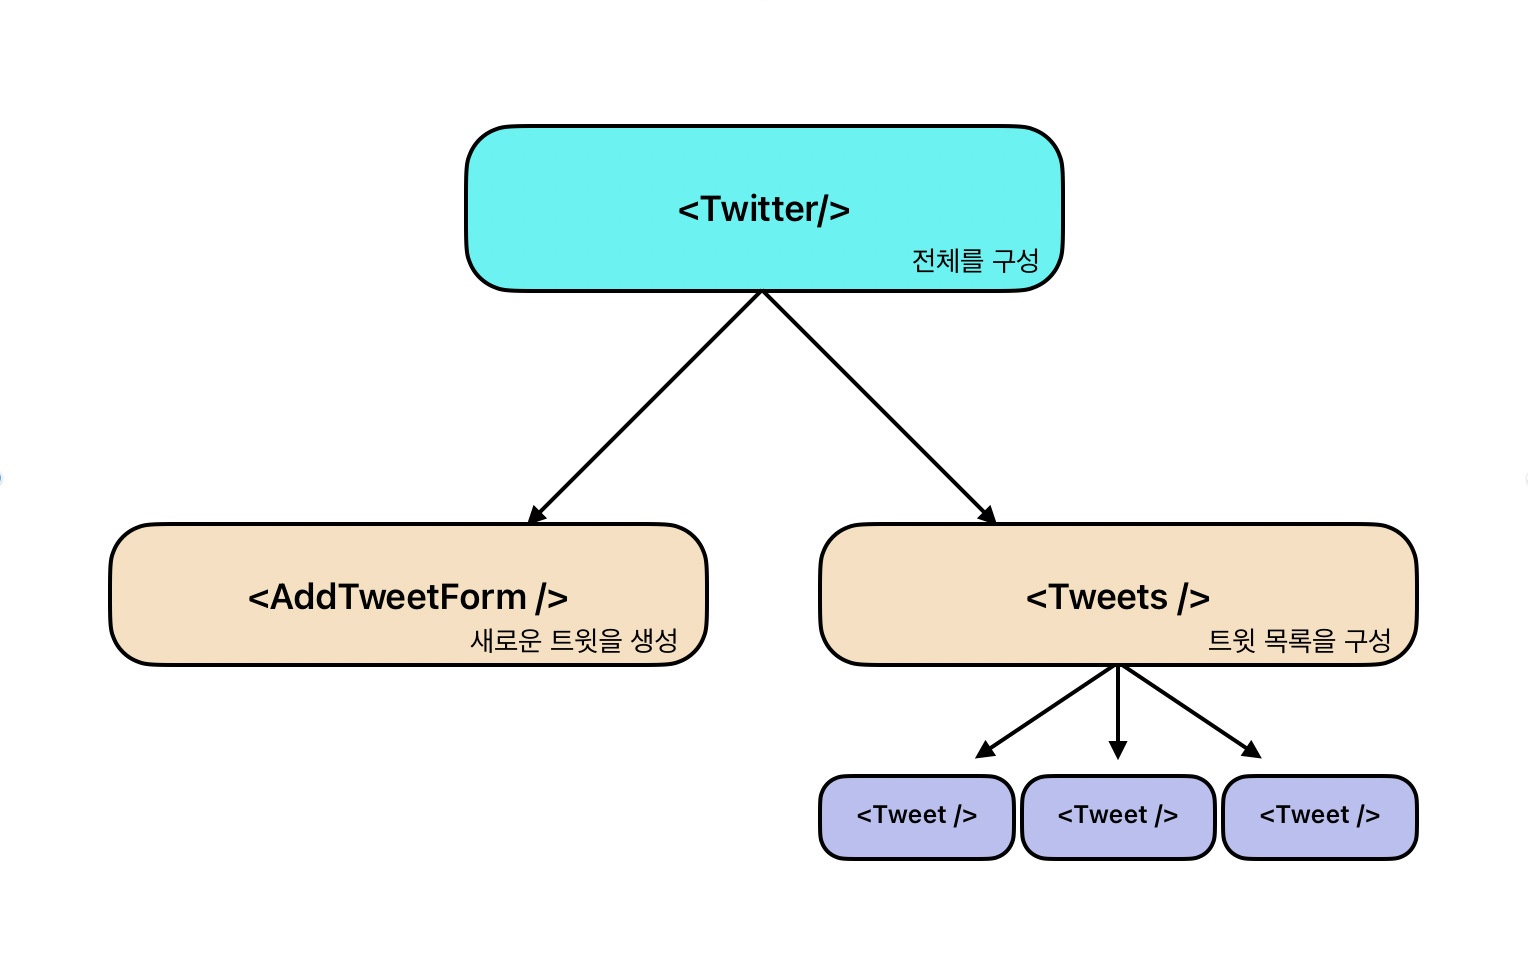 <Twitter/>
전체를 구성
<AddTweetForm />
새로운 트윗을 생성
<Tweets />
트윗 목록을 구성
<Tweet />
<Tweet />
<Tweet />